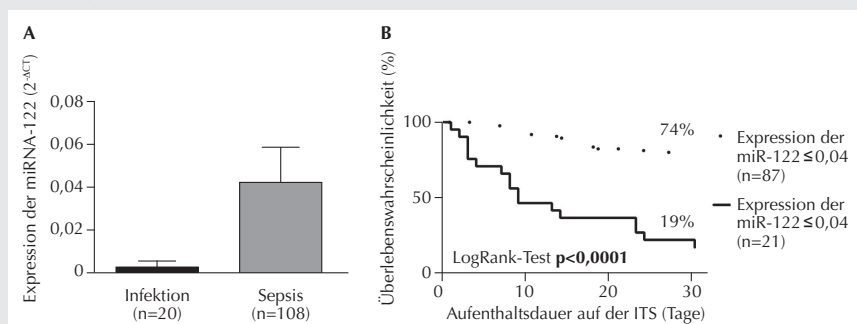 A
Expression der miRNA-122 (2-ΔCT)
0,08
0,06
0,04
0,02
0
Infektion
(n=20)
Sepsis
(n=108)
B
Überlebenswahrscheinlichkeit (%)
100
50
0
74%
19%
LogRank-Test p<0,0001
0
10
20
30
Aufenthaltsdauer auf der ITS (Tage)
Expression der
miR-122≤0,04
(n=87)
Expression der
miR-122≤0,04
(n=21)